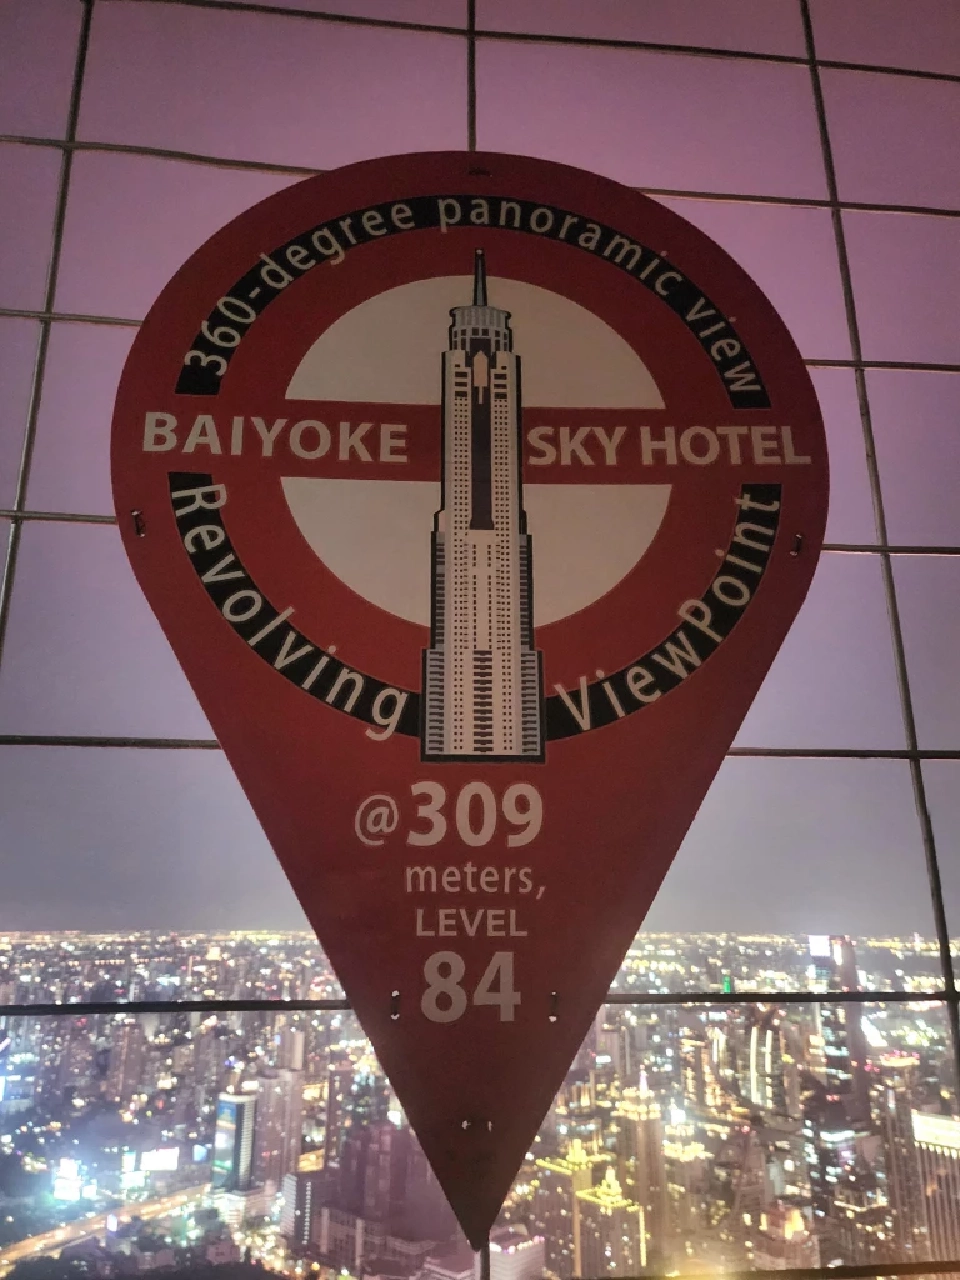 360-degree panoramic view
BAIYOKE SKY HOTEL
Revolving ViewPoint
@309
meters,
LEVEL
84